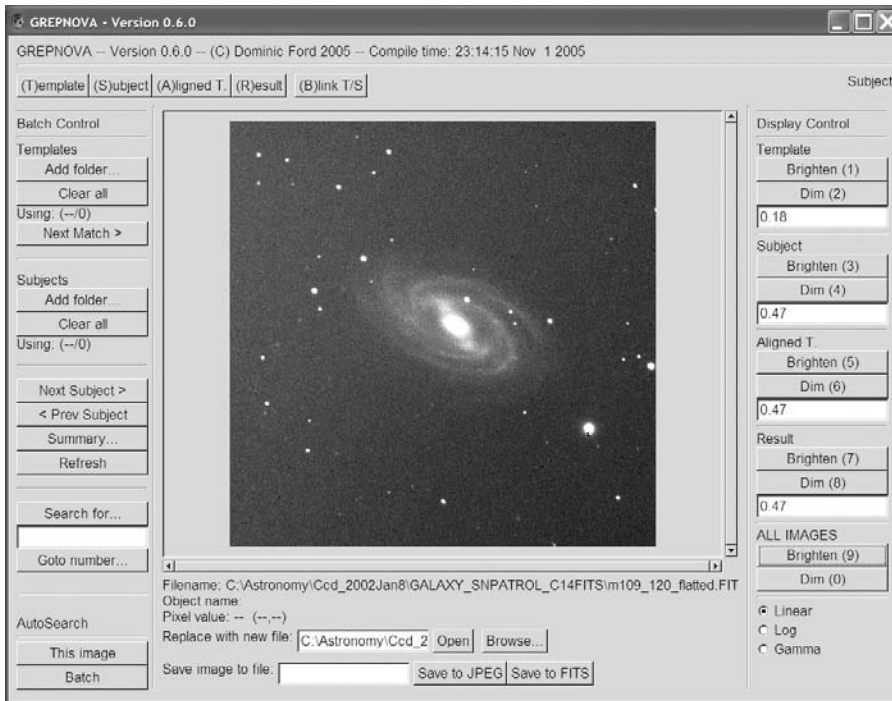 GREPNOVA - Version 0.6.0
GREPNOVA -- Version 0.6.0 -- (C) Dominic Ford 2005 -- Compile time: 23:14:15 Nov 1 2005
(T)emplate (S)ubject (A)ligned T. (R)esult (B)link T/S
Subject
Batch Control
Templates
Add folder...
Clear all
Using: (--/0)
Next Match >
Subjects
Add folder...
Clear all
Using: (--/0)
Next Subject >
< Prev Subject
Summary...
Refresh
Search for...
Goto number...
AutoSearch
This image
Batch
Filename: C:\Astronomy\Ccd_2002Jan8\GALAXY_SNPATROL_C14FITS\m109_120_flatted.FIT
Object name:
Pixel value: -- (--,--)
Replace with new file: C:\Astronomy\Ccd_2 Open Browse...
Save image to file: Save to JPEG Save to FITS
Display Control
Template
Brighten (1)
Dim (2)
0.18
Subject
Brighten (3)
Dim (4)
0.47
Aligned T.
Brighten (5)
Dim (6)
0.47
Result
Brighten (7)
Dim (8)
0.47
ALL IMAGES
Brighten (9)
Dim (0)
Linear
Log
Gamma